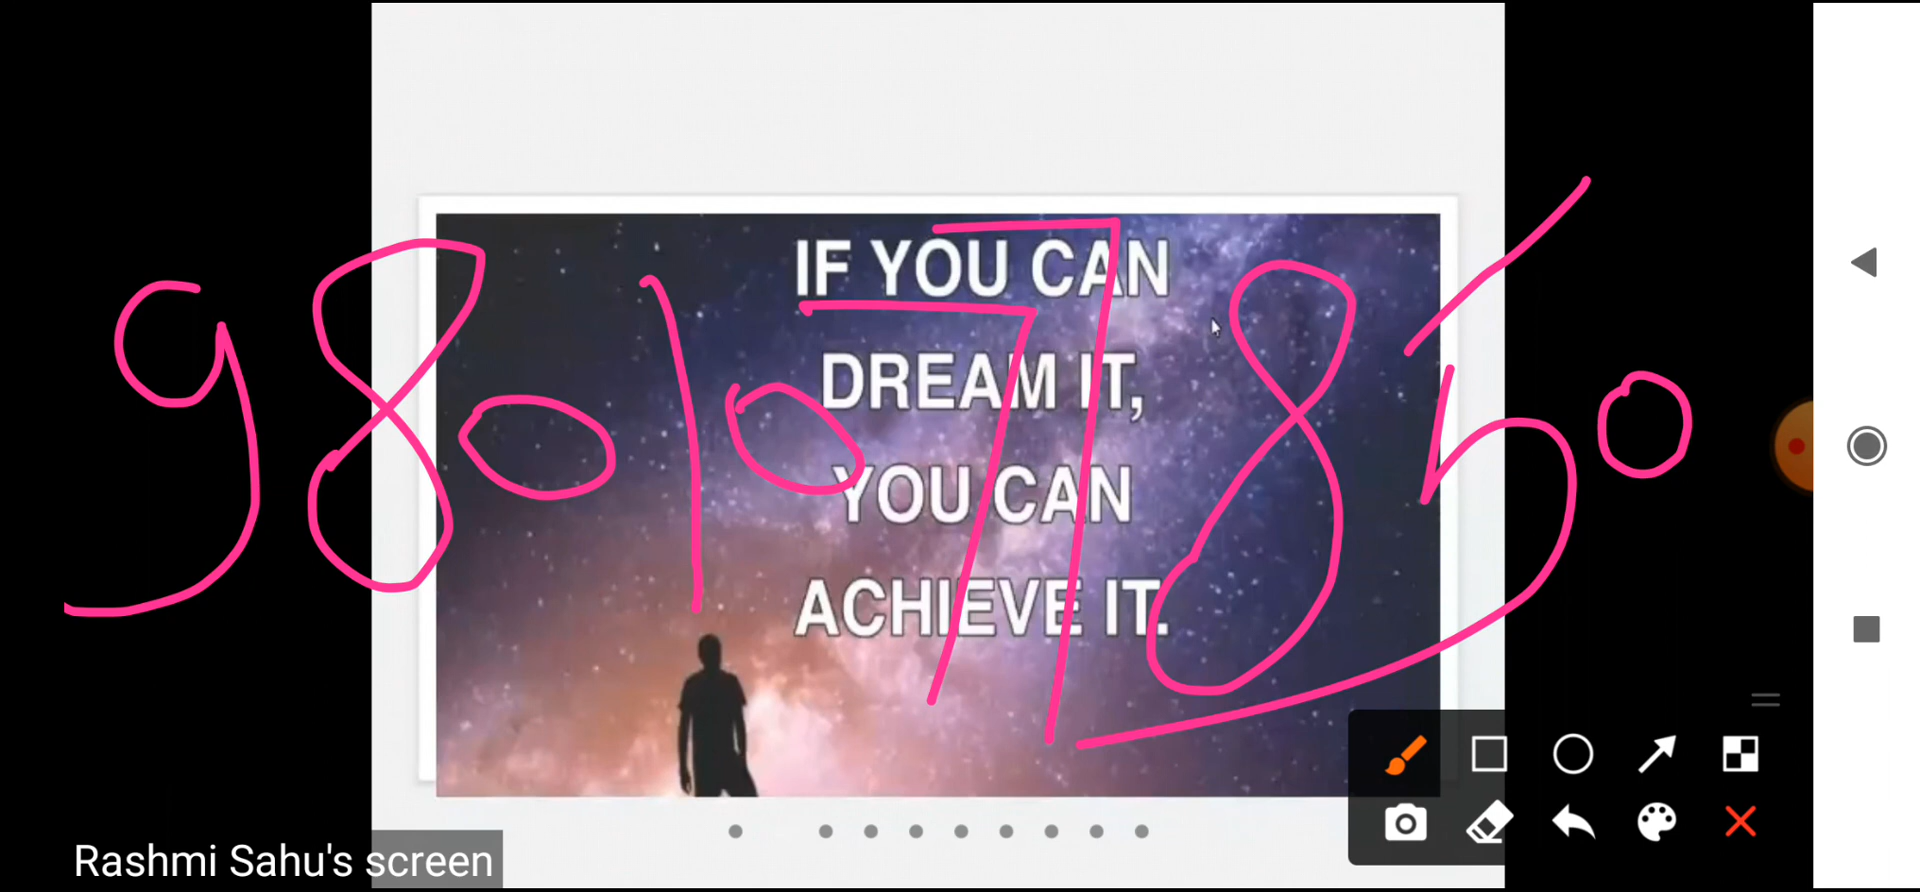 IF YOU CAN
DREAM IT,
YOU CAN
ACHIEVE IT.
9801077850
Rashmi Sahu's screen